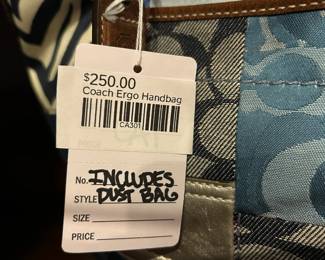 $250.00
Coach Ergo Handbag
CA301
No. INCLUDES
STYLE DUST BAG
SIZE
PRICE